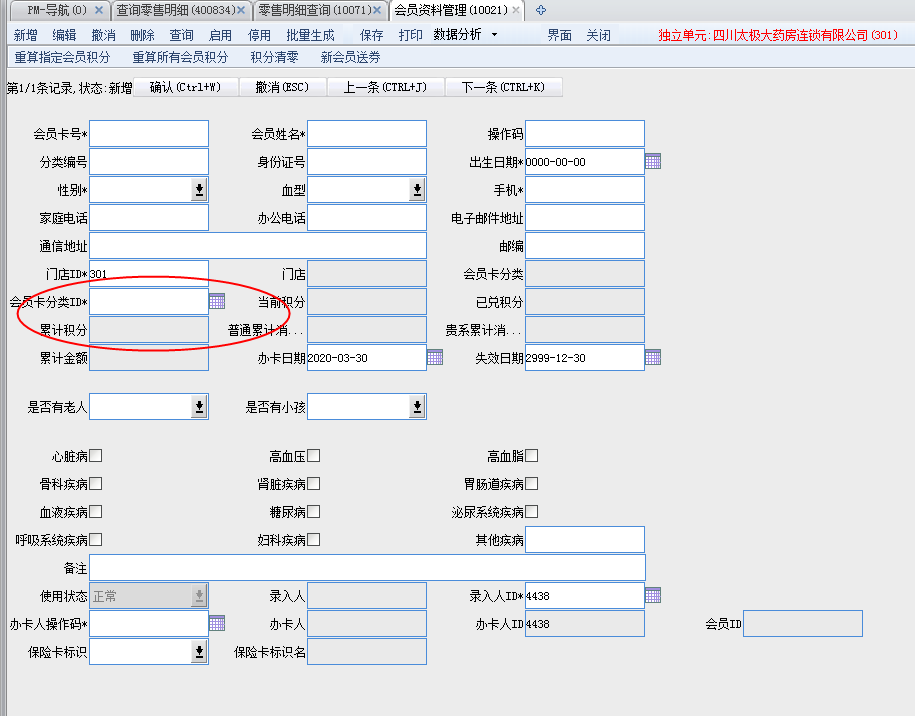 PM-导航(0) 查询零售明细(400834) 零售明细查询(10071) 会员资料管理(10021)
新增 编辑 撤消 删除 查询 启用 停用 批量生成 保存 打印 数据分析 界面 关闭 独立单元:四川太极大药房连锁有限公司(301)
重算指定会员积分 重算所有会员积分 积分清零 新会员送券
第1/1条记录,状态:新增 确认(Ctrl+W) 撤消(ESC) 上一条(CTRL+J) 下一条(CTRL+K)
会员卡号* 会员姓名* 操作码
分类编号 身份证号 出生日期* 0000-00-00
性别* 血型 手机*
家庭电话 办公电话 电子邮件地址
通信地址 邮编
门店ID* 301 门店 会员卡分类
会员卡分类ID* 当前积分 已兑积分
累计积分 普通累计消... 贵系累计消...
累计金额 办卡日期 2020-03-30 失效日期 2999-12-30
是否有老人 是否有小孩
心脏病 高血压 高血脂
骨科疾病 肾脏疾病 胃肠道疾病
血液疾病 糖尿病 泌尿系统疾病
呼吸系统疾病 妇科疾病 其他疾病
备注
使用状态 正常 录入人 录入人ID* 4438
办卡人操作码* 办卡人 办卡人ID 4438 会员ID
保险卡标识 保险卡标识名